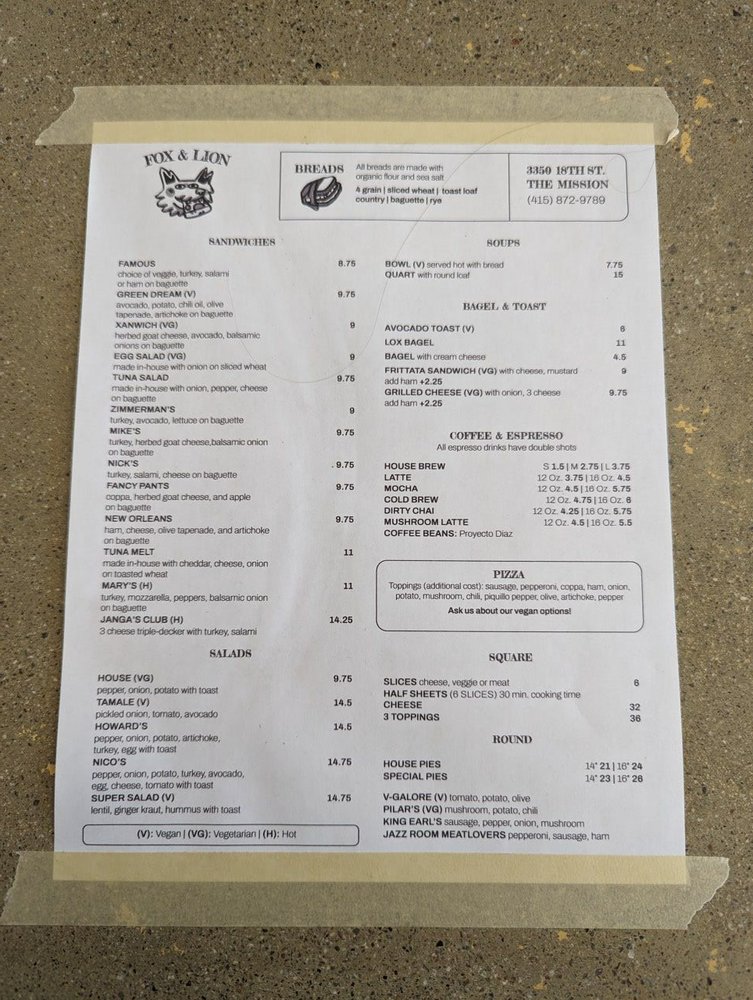 FOX & LION
BREADS
All breads are made with
organic flour and sea salt
4 grain | sliced wheat | toast loaf
country | baguette | rye
3350 18TH ST.
THE MISSION
(415) 872-9789
SANDWICHES
FAMOUS 8.75
choice of veggie, turkey, salami
or ham on baguette
GREEN DREAM (V) 9.75
avocado, potato, chili oil, olive
tapenade, artichoke on baguette
XANWICH (VG) 9
herbed goat cheese, avocado, balsamic
onions on baguette
EGG SALAD (VG) 9
made in-house with onion on sliced wheat
TUNA SALAD 9.75
made in-house with onion, pepper, cheese
on baguette
ZIMMERMAN'S 9
turkey, avocado, lettuce on baguette
MIKE'S 9.75
turkey, herbed goat cheese,balsamic onion
on baguette
NICK'S . 9.75
turkey, salami, cheese on baguette
FANCY PANTS 9.75
coppa, herbed goat cheese, and apple
on baguette
NEW ORLEANS 9.75
ham, cheese, olive tapenade, and artichoke
on baguette
TUNA MELT 11
made in-house with cheddar, cheese, onion
on toasted wheat
MARY'S (H) 11
turkey, mozzarella, peppers, balsamic onion
on baguette
JANGA'S CLUB (H) 14.25
3 cheese triple-decker with turkey, salami
SALADS
HOUSE (VG) 9.75
pepper, onion, potato with toast
TAMALE (V) 14.5
pickled onion, tomato, avocado
HOWARD'S 14.5
pepper, onion, potato, artichoke,
turkey, egg with toast
NICO'S 14.75
pepper, onion, potato, turkey, avocado,
egg, cheese, tomato with toast
SUPER SALAD (V) 14.75
lentil, ginger kraut, hummus with toast
(V): Vegan | (VG): Vegetarian | (H): Hot
SOUPS
BOWL (V) served hot with bread 7.75
QUART with round loaf 15
BAGEL & TOAST
AVOCADO TOAST (V) 6
LOX BAGEL 11
BAGEL with cream cheese 4.5
FRITTATA SANDWICH (VG) with cheese, mustard 9
add ham +2.25
GRILLED CHEESE (VG) with onion, 3 cheese 9.75
add ham +2.25
COFFEE & ESPRESSO
All espresso drinks have double shots
HOUSE BREW S 1.5 | M 2.75 | L 3.75
LATTE 12 Oz. 3.75 | 16 Oz. 4.5
MOCHA 12 Oz. 4.5 | 16 Oz. 5.75
COLD BREW 12 Oz. 4.75 | 16 Oz. 6
DIRTY CHAI 12 Oz. 4.25 | 16 Oz. 5.75
MUSHROOM LATTE 12 Oz. 4.5 | 16 Oz. 5.5
COFFEE BEANS: Proyecto Diaz
PIZZA
Toppings (additional cost): sausage, pepperoni, coppa, ham, onion,
potato, mushroom, chili, piquillo pepper, olive, artichoke, pepper
Ask us about our vegan options!
SQUARE
SLICES cheese, veggie or meat 6
HALF SHEETS (6 SLICES) 30 min. cooking time
CHEESE 32
3 TOPPINGS 36
ROUND
HOUSE PIES 14" 21 | 16" 24
SPECIAL PIES 14" 23 | 16" 26
V-GALORE (V) tomato, potato, olive
PILAR'S (VG) mushroom, potato, chili
KING EARL'S sausage, pepper, onion, mushroom
JAZZ ROOM MEATLOVERS pepperoni, sausage, ham